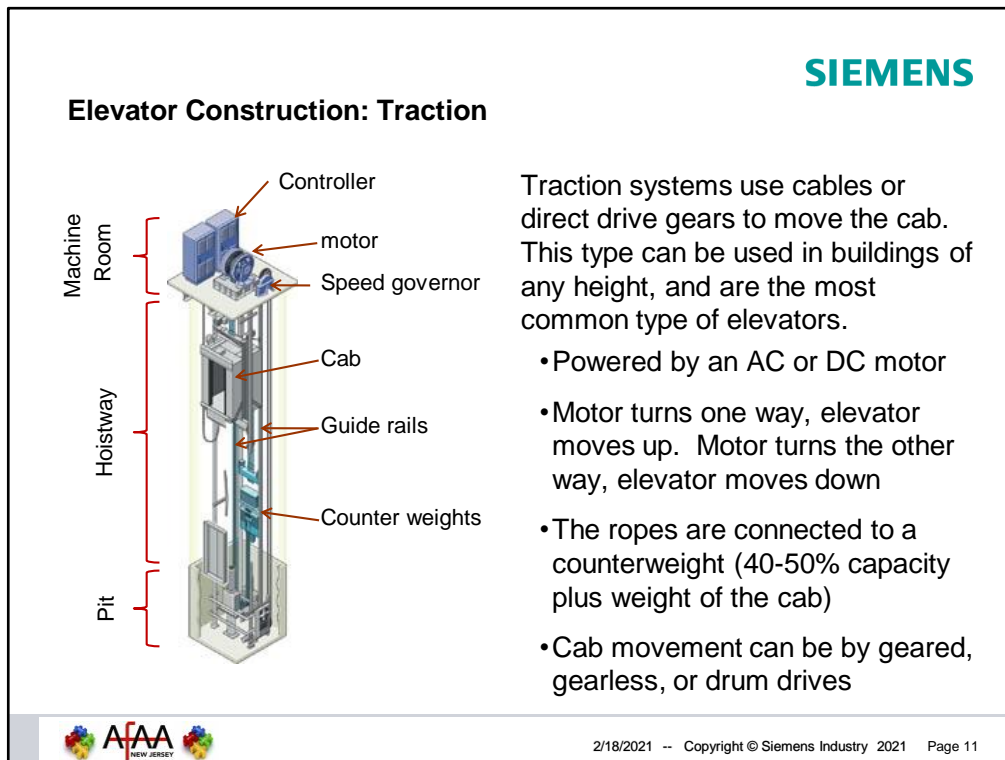 SIEMENS
Elevator Construction: Traction
Controller
motor
Speed governor
Cab
Guide rails
Counter weights
Machine
Room
Hoistway
Pit
Traction systems use cables or
direct drive gears to move the cab.
This type can be used in buildings of
any height, and are the most
common type of elevators.
•Powered by an AC or DC motor
•Motor turns one way, elevator
moves up.  Motor turns the other
way, elevator moves down
•The ropes are connected to a
counterweight (40-50% capacity
plus weight of the cab)
•Cab movement can be by geared,
gearless, or drum drives
AfAA
NEW JERSEY
2/18/2021 -- Copyright © Siemens Industry 2021 Page 11